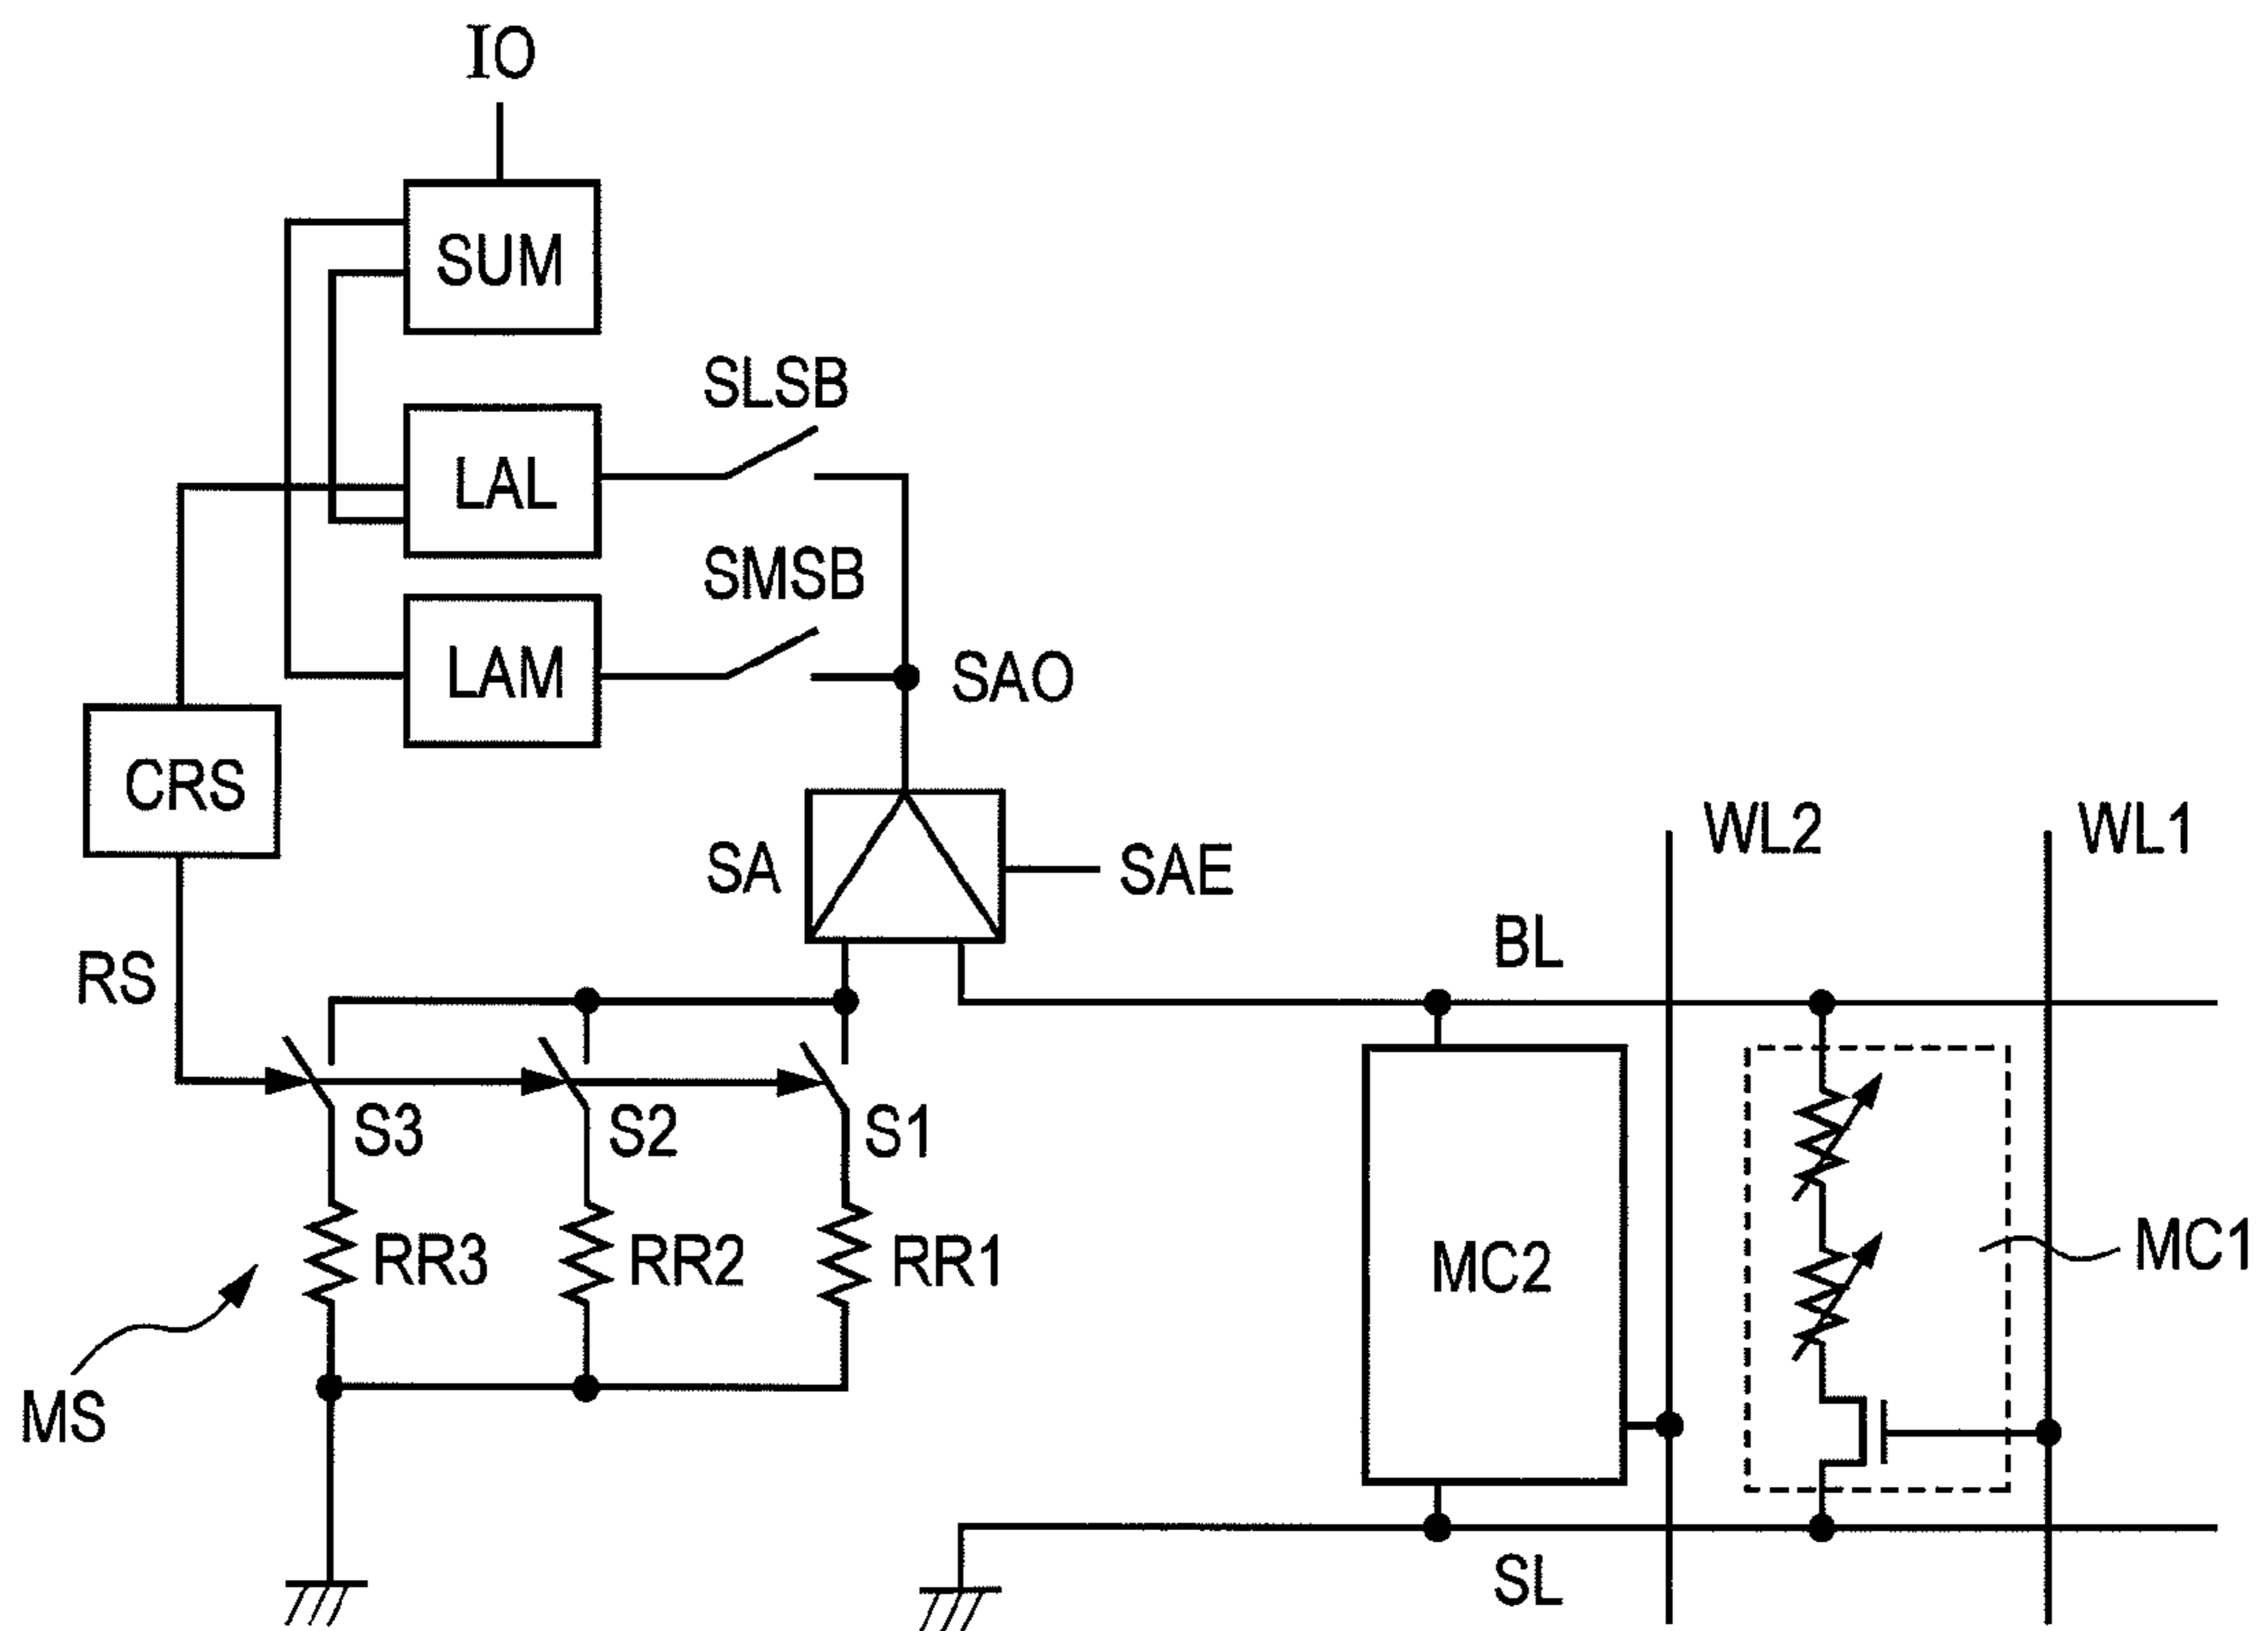 IO
SUM
SLSB
LAL
SMSB
LAM
SAO
CRS
SA
SAE
WL2
WL1
BL
RS
S3
S2
S1
RR3
RR2
RR1
MC2
MC1
MS
SL